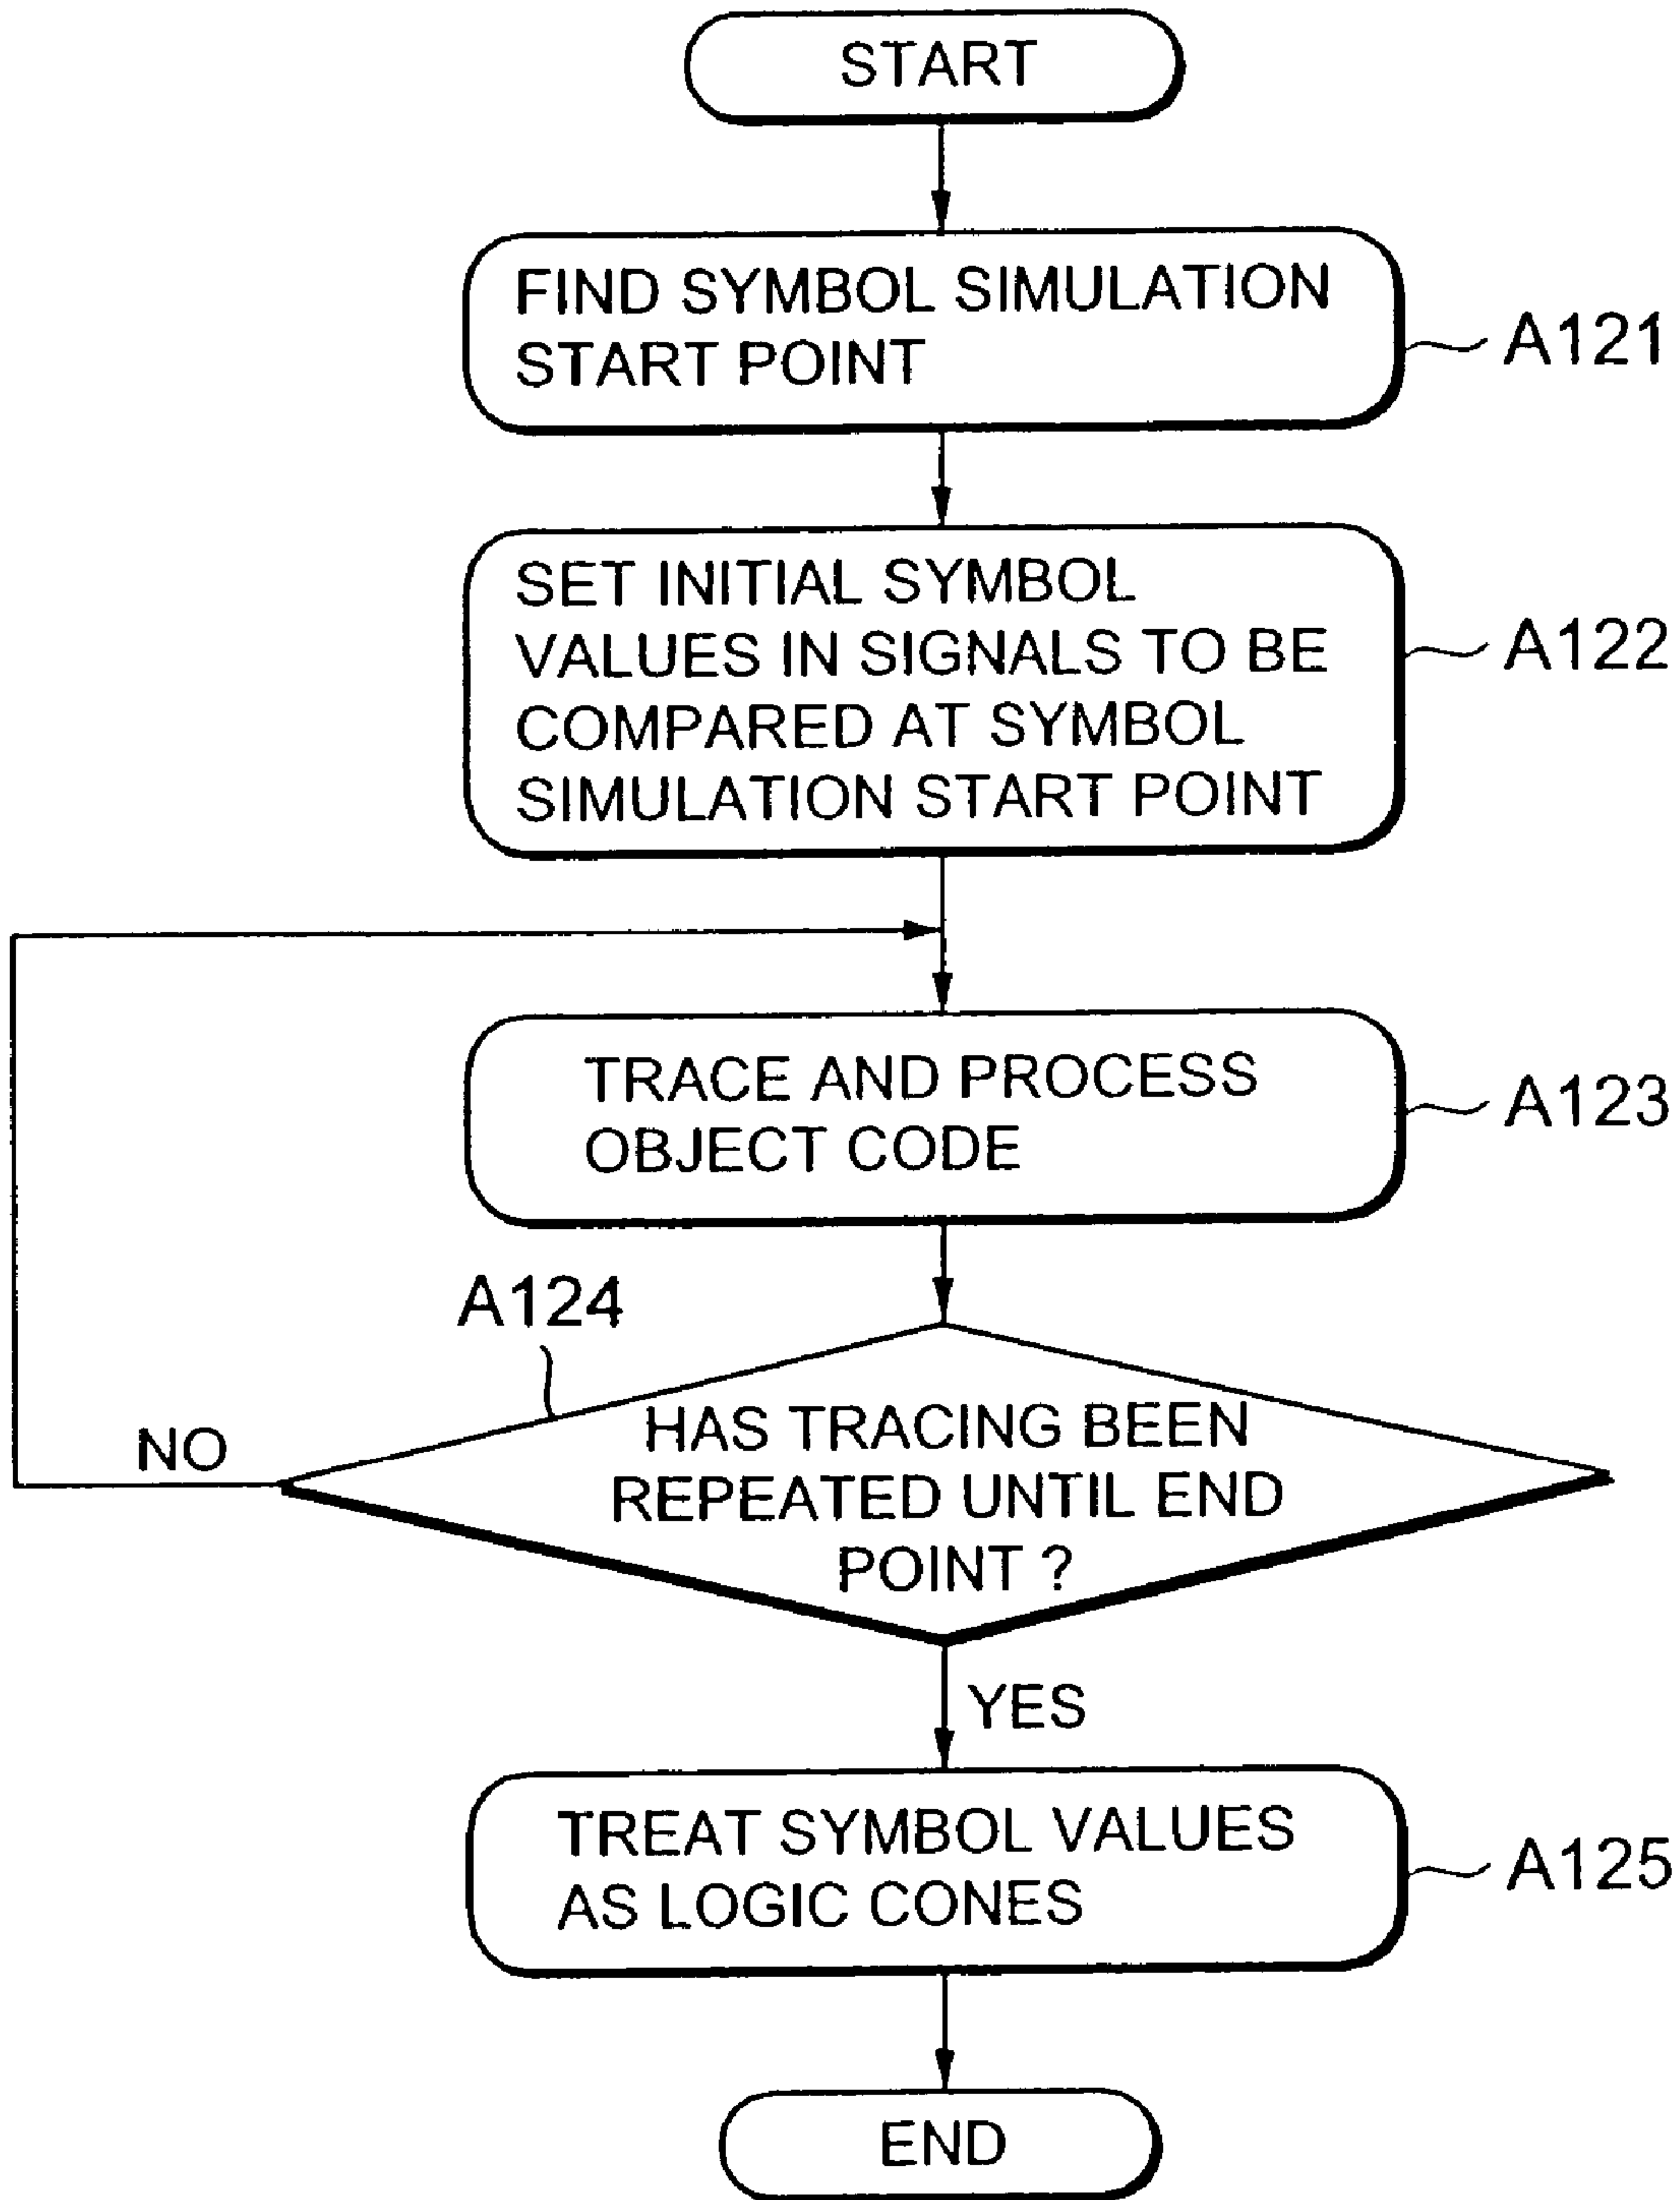 START
FIND SYMBOL SIMULATION
START POINT
A121
SET INITIAL SYMBOL
VALUES IN SIGNALS TO BE
COMPARED AT SYMBOL
SIMULATION START POINT
A122
TRACE AND PROCESS
OBJECT CODE
A123
A124
HAS TRACING BEEN
REPEATED UNTIL END
POINT ?
NO
YES
TREAT SYMBOL VALUES
AS LOGIC CONES
A125
END